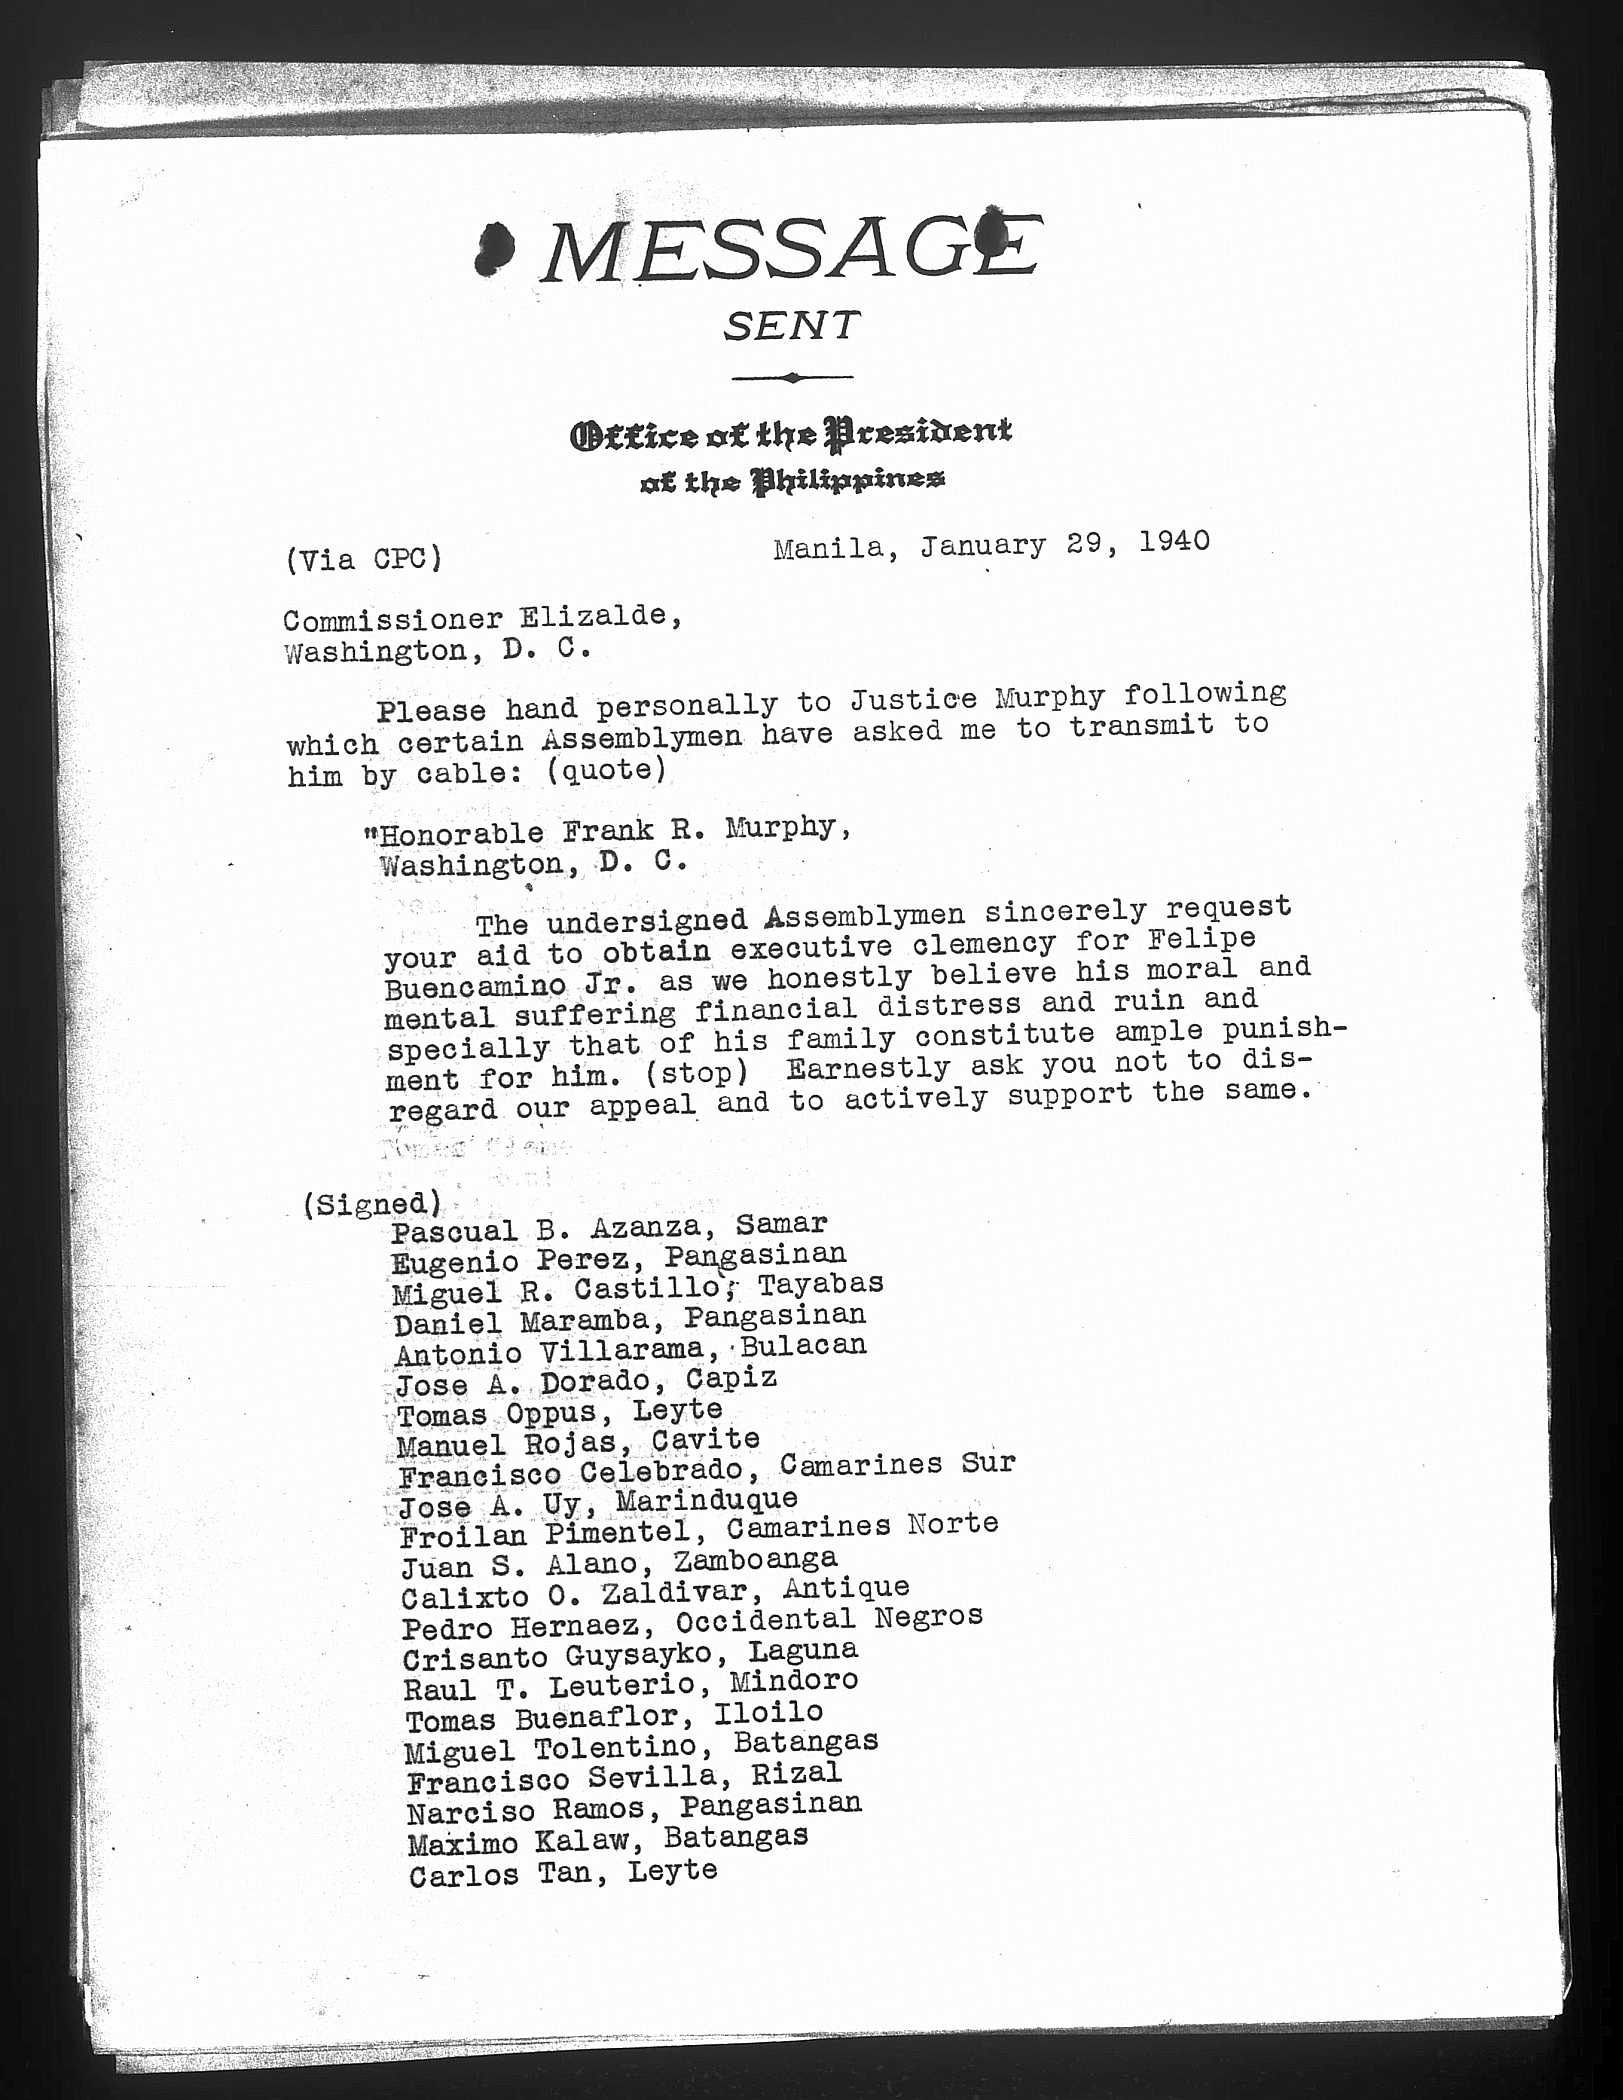 MESSAGE
SENT
Office of the President
of the Philippines
(Via CPC)
Manila, January 29, 1940
Commissioner Elizalde,
Washington, D. C.
Please hand personally to Justice Murphy following
which certain Assemblymen have asked me to transmit to
him by cable: (quote)
"Honorable Frank R. Murphy,
Washington, D. C.
The undersigned Assemblymen sincerely request
your aid to obtain executive clemency for Felipe
Buencamino Jr. as we honestly believe his moral and
mental suffering financial distress and ruin and
specially that of his family constitute ample punish-
ment for him. (stop) Earnestly ask you not to dis-
regard our appeal and to actively support the same.
(Signed)
Pascual B. Azanza, Samar
Eugenio Perez, Pangasinan
Miguel R. Castillo, Tayabas
Daniel Maramba, Pangasinan
Antonio Villarama, Bulacan
Jose A. Dorado, Capiz
Tomas Oppus, Leyte
Manuel Rojas, Cavite
Francisco Celebrado, Camarines Sur
Jose A. Uy, Marinduque
Froilan Pimentel, Camarines Norte
Juan S. Alano, Zamboanga
Calixto O. Zaldivar, Antique
Pedro Hernaez, Occidental Negros
Crisanto Guysayko, Laguna
Raul T. Leuterio, Mindoro
Tomas Buenaflor, Iloilo
Miguel Tolentino, Batangas
Francisco Sevilla, Rizal
Narciso Ramos, Pangasinan
Maximo Kalaw, Batangas
Carlos Tan, Leyte